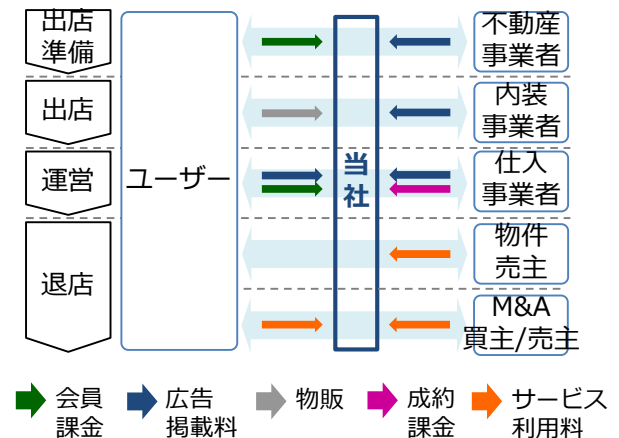 出店
準備
出店
運営
退店
ユーザー
当
社
不動産
事業者
内装
事業者
仕入
事業者
物件
売主
M&A
買主/売主
会員
課金
広告
掲載料
物販
成約
課金
サービス
利用料